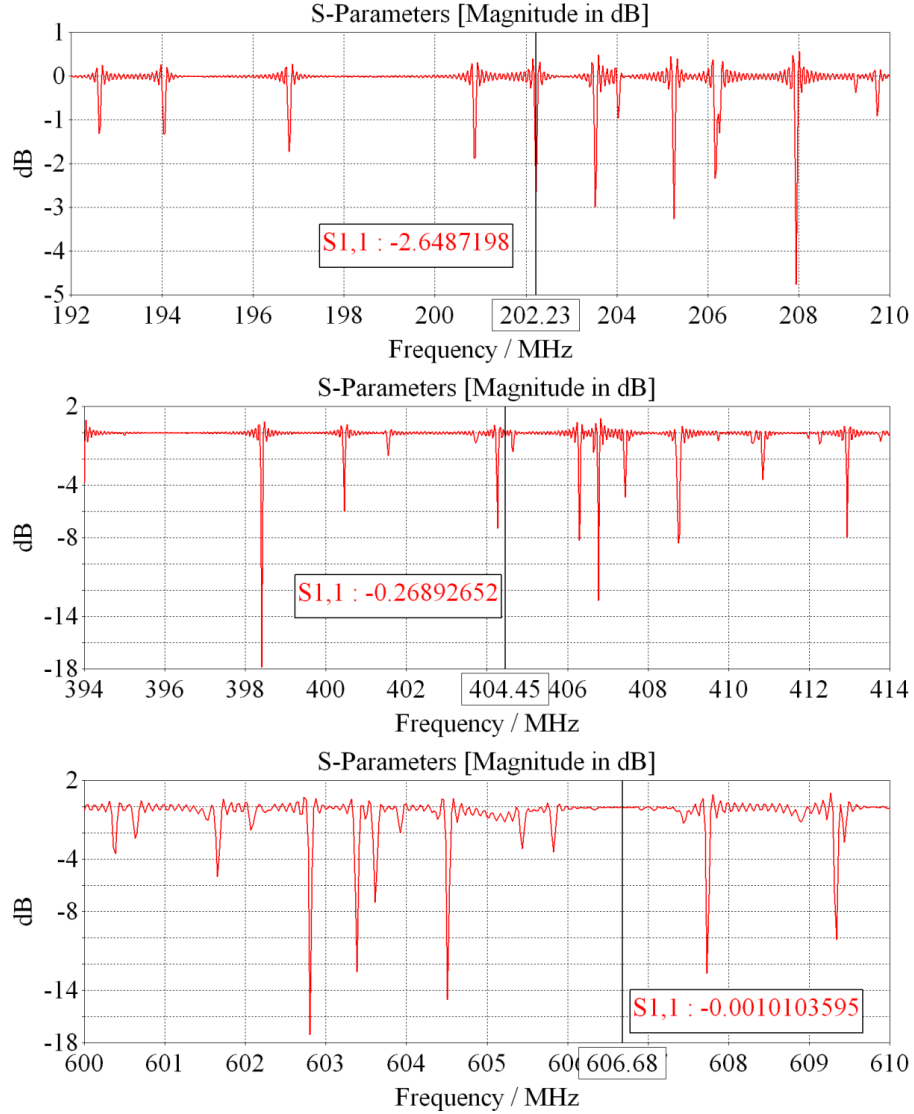 S-Parameters [Magnitude in dB]
1
0
-1
-2
-3
-4
-5
dB
S1,1 : -2.6487198
192 194 196 198 200 202.23 204 206 208 210
Frequency / MHz
S-Parameters [Magnitude in dB]
2
-4
-8
-14
-18
dB
S1,1 : -0.26892652
394 396 398 400 402 404.45 406 408 410 412 414
Frequency / MHz
S-Parameters [Magnitude in dB]
2
-4
-8
-14
-18
dB
S1,1 : -0.0010103595
600 601 602 603 604 605 606.68 608 609 610
Frequency / MHz